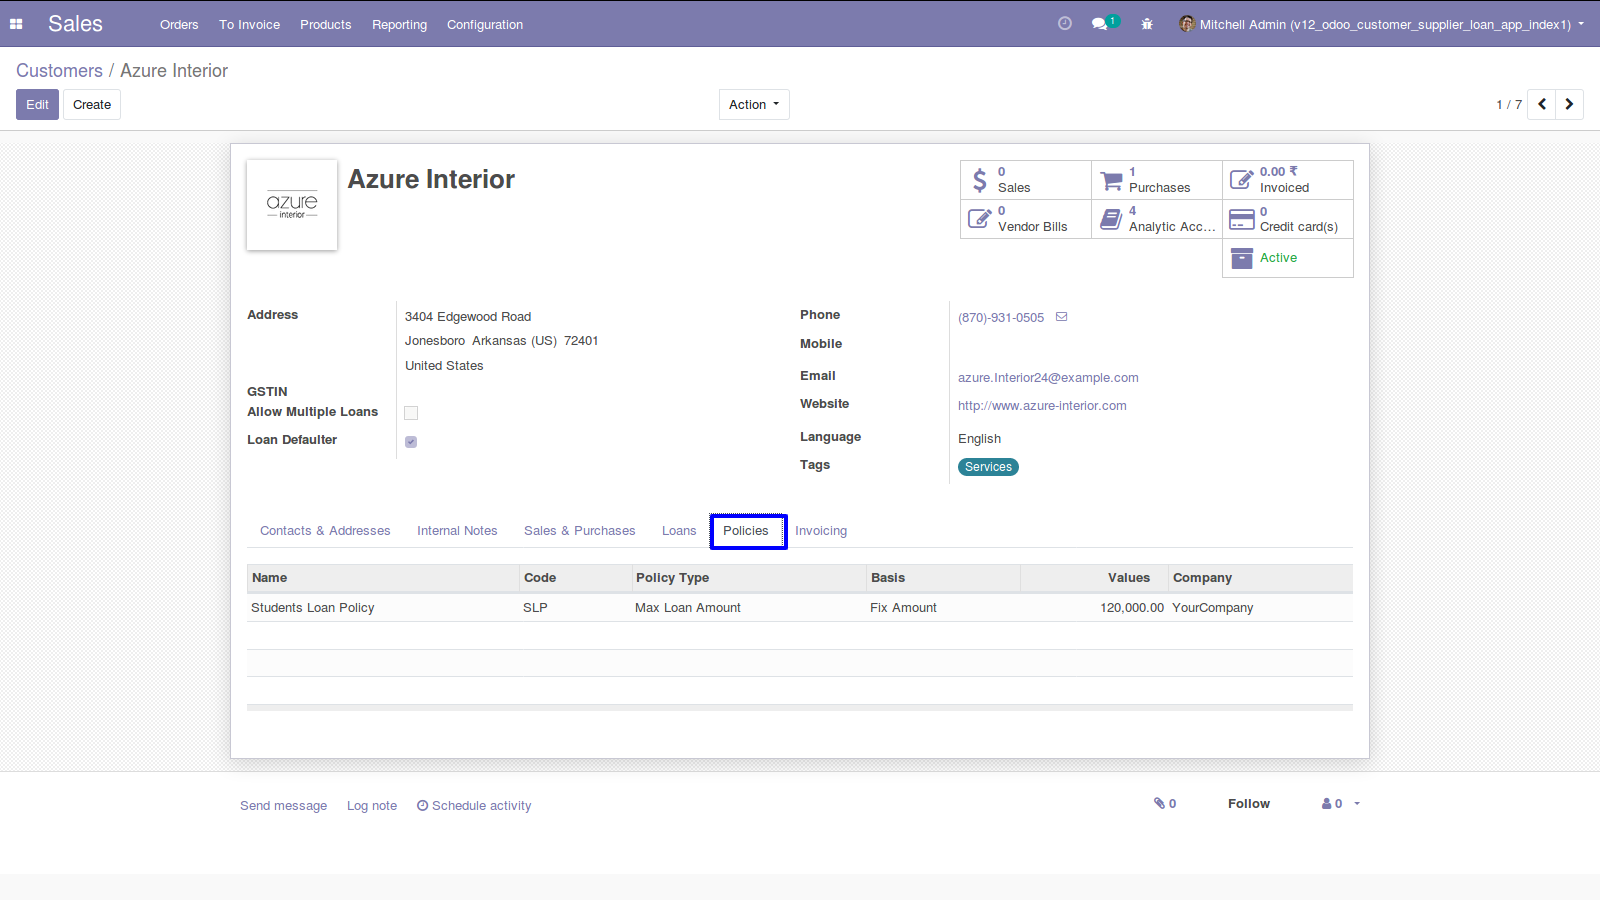 Sales Orders To Invoice Products Reporting Configuration 1 Mitchell Admin (v12_odoo_customer_supplier_loan_app_index1)
Customers / Azure Interior
Edit Create Action 1 / 7
azure
interior
Azure Interior
0
Sales
1
Purchases
0.00 ₹
Invoiced
0
Vendor Bills
4
Analytic Acc...
0
Credit card(s)
Active
Address 3404 Edgewood Road
Jonesboro Arkansas (US) 72401
United States
GSTIN
Allow Multiple Loans
Loan Defaulter
Phone (870)-931-0505
Mobile
Email azure.Interior24@example.com
Website http://www.azure-interior.com
Language English
Tags Services
Contacts & Addresses Internal Notes Sales & Purchases Loans Policies Invoicing
Name Code Policy Type Basis Values Company
Students Loan Policy SLP Max Loan Amount Fix Amount 120,000.00 YourCompany
Send message Log note Schedule activity 0 Follow 0